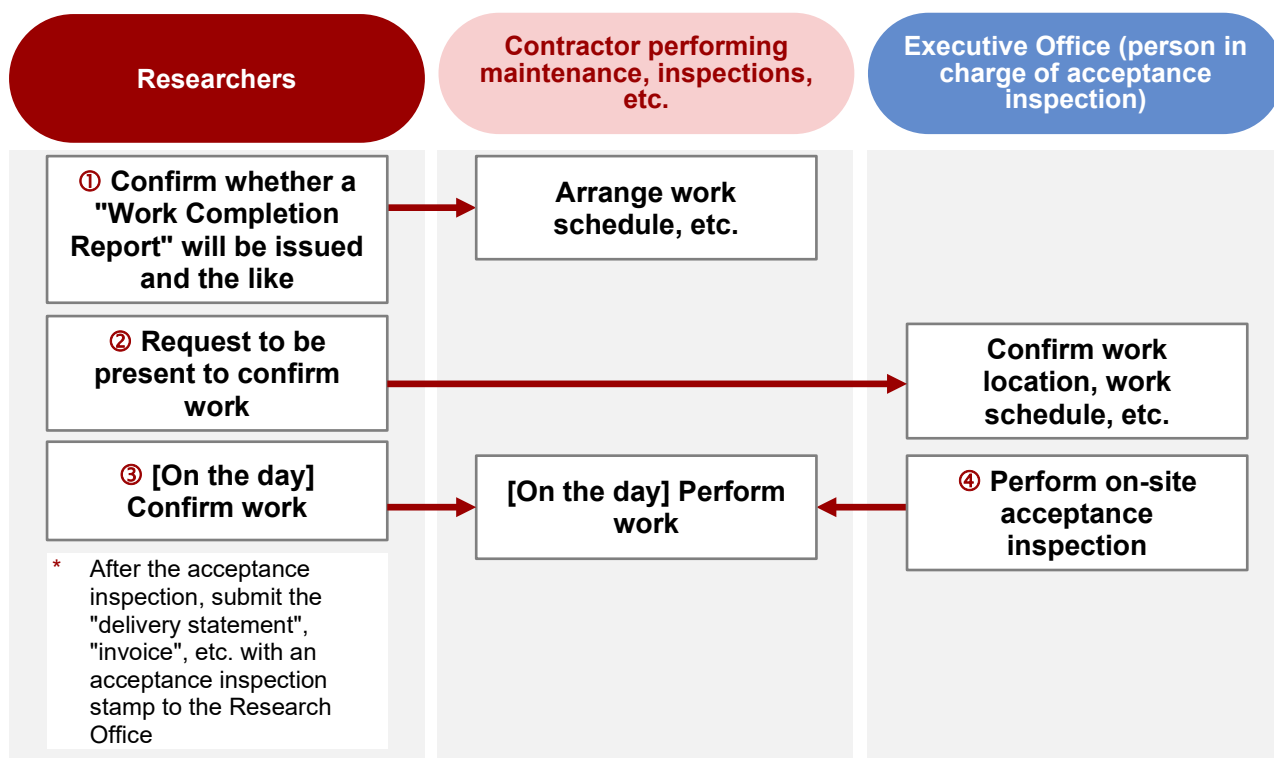 Researchers
Contractor performing
maintenance, inspections,
etc.
Executive Office (person in
charge of acceptance
inspection)
① Confirm whether a
"Work Completion
Report" will be issued
and the like
Arrange work
schedule, etc.
② Request to be
present to confirm
work
Confirm work
location, work
schedule, etc.
③ [On the day]
Confirm work
[On the day] Perform
work
④ Perform on-site
acceptance
inspection
* After the acceptance
inspection, submit the
"delivery statement",
"invoice", etc. with an
acceptance inspection
stamp to the Research
Office